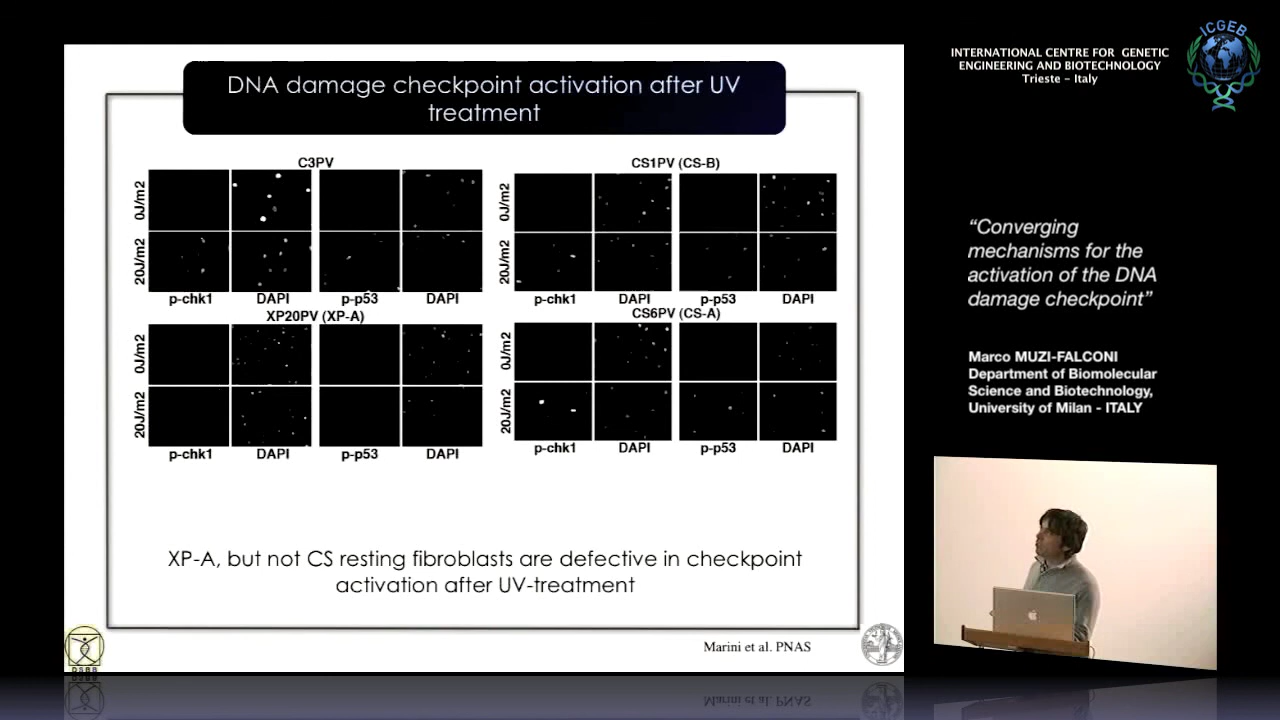 DNA damage checkpoint activation after UV
treatment
C3PV
0J/m2
20J/m2
p-chk1 DAPI p-p53 DAPI
CS1PV (CS-B)
0J/m2
20J/m2
p-chk1 DAPI p-p53 DAPI
XP20PV (XP-A)
0J/m2
20J/m2
p-chk1 DAPI p-p53 DAPI
CS6PV (CS-A)
0J/m2
20J/m2
p-chk1 DAPI p-p53 DAPI
XP-A, but not CS resting fibroblasts are defective in checkpoint
activation after UV-treatment
Marini et al. PNAS
DSBB
INTERNATIONAL CENTRE FOR GENETIC
ENGINEERING AND BIOTECHNOLOGY
Trieste - Italy
ICGEB
“Converging
mechanisms for the
activation of the DNA
damage checkpoint”
Marco MUZI-FALCONI
Department of Biomolecular
Science and Biotechnology,
University of Milan - ITALY